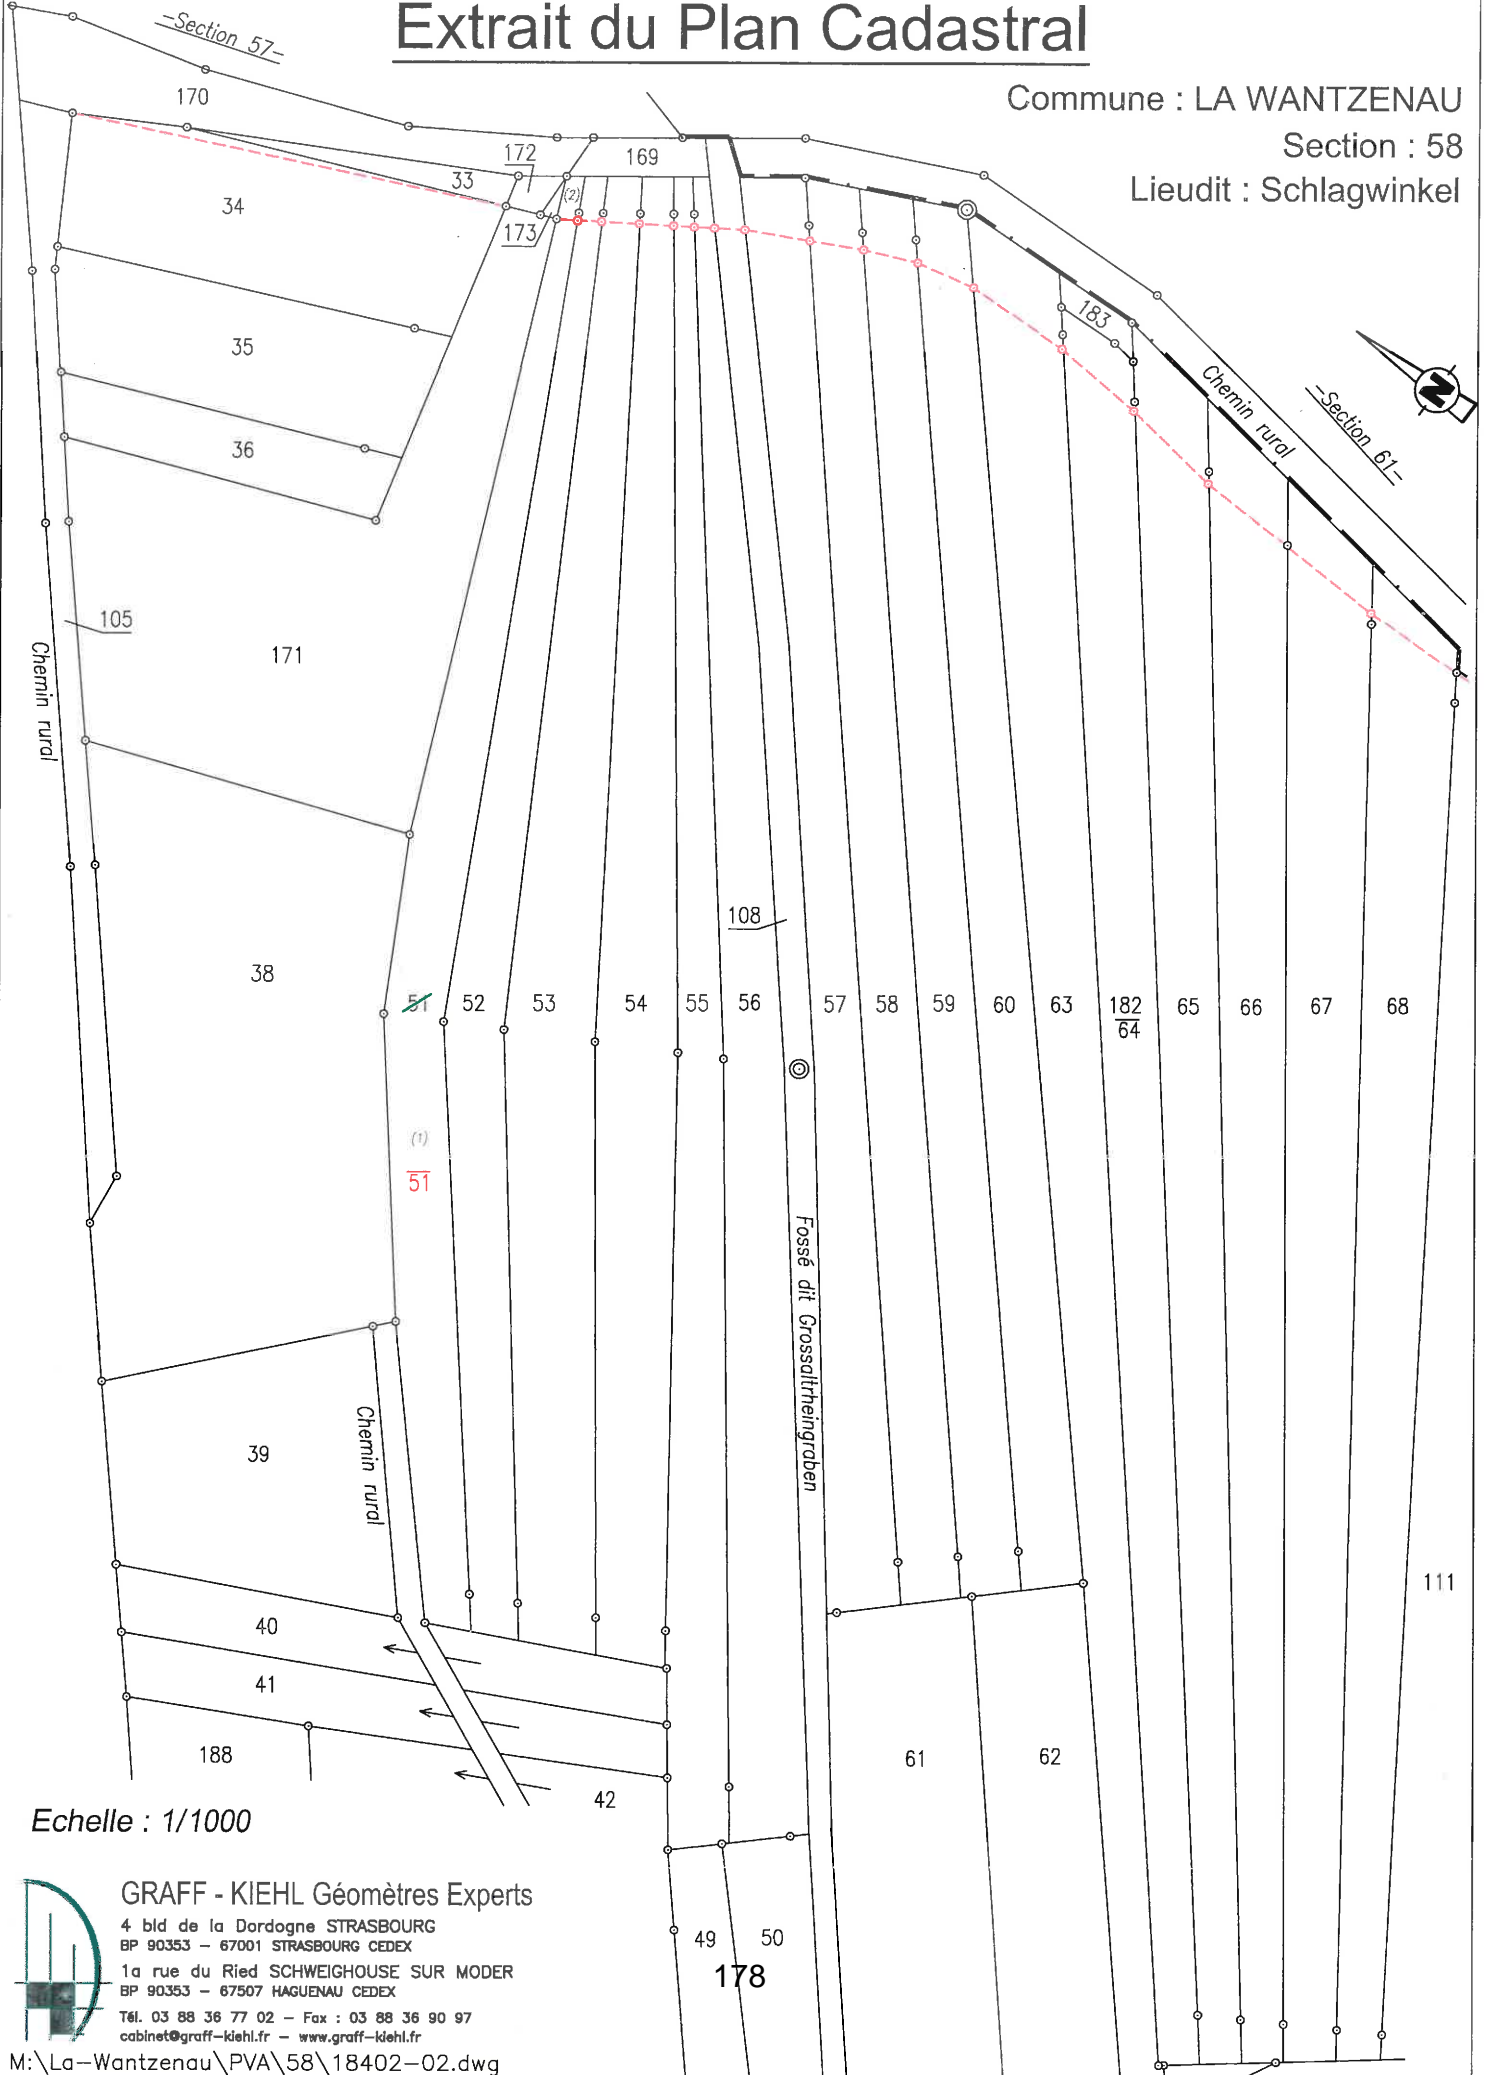 Extrait du Plan Cadastral
-Section 57-
Commune : LA WANTZENAU
Section : 58
Lieudit : Schlagwinkel
170
172
169
33
(2)
34
173
183
N
Chemin rural
-Section 61-
35
36
105
171
Chemin rural
108
38
51
52
53
54
55
56
57
58
59
60
63
182
64
65
66
67
68
(1)
51
Fossé dit Grossaltrheingraben
39
Chemin rural
111
40
41
188
42
61
62
Echelle : 1/1000
GRAFF - KIEHL Géomètres Experts
4 bld de la Dordogne STRASBOURG
BP 90353 - 67001 STRASBOURG CEDEX
1a rue du Ried SCHWEIGHOUSE SUR MODER
BP 90353 - 67507 HAGUENAU CEDEX
Tél. 03 88 36 77 02 - Fax : 03 88 36 90 97
cabinet@graff-kiehl.fr - www.graff-kiehl.fr
49
50
178
M:\La-Wantzenau\PVA\58\18402-02.dwg